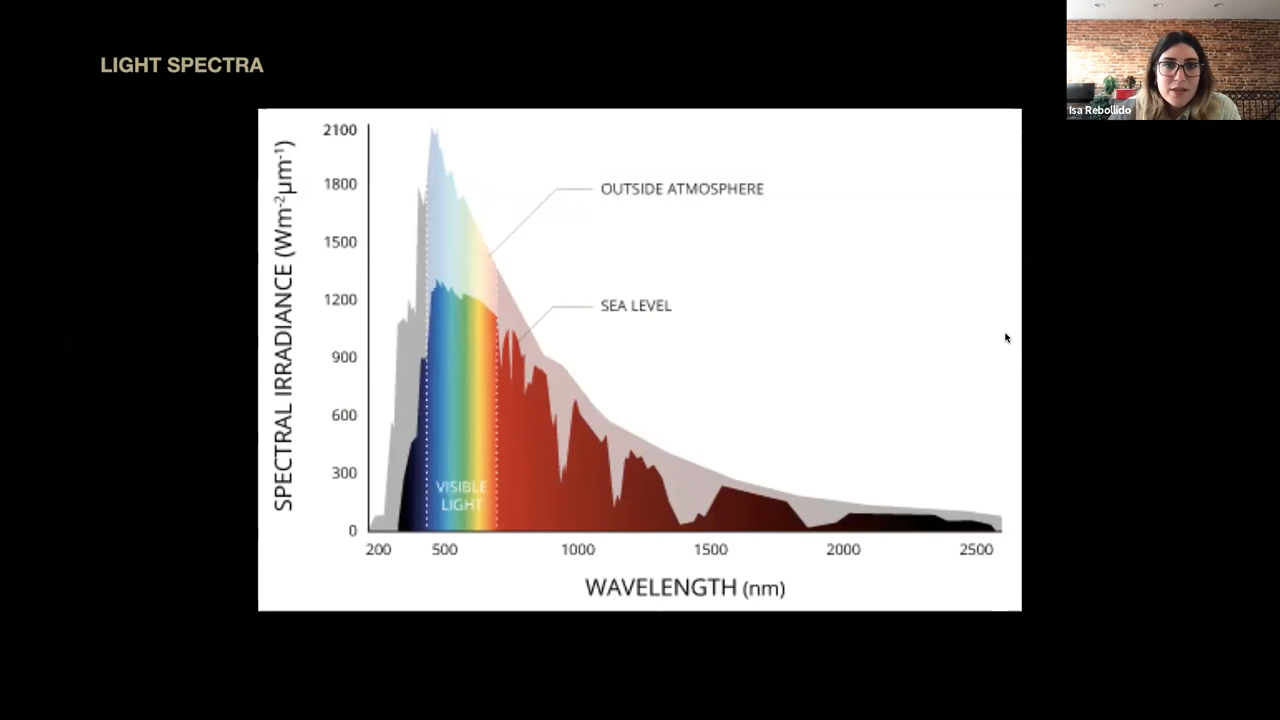 LIGHT SPECTRA
Isa Rebollido
SPECTRAL IRRADIANCE (Wm⁻²µm⁻¹)
2100
1800
1500
1200
900
600
300
0
OUTSIDE ATMOSPHERE
SEA LEVEL
VISIBLE
LIGHT
200 500 1000 1500 2000 2500
WAVELENGTH (nm)